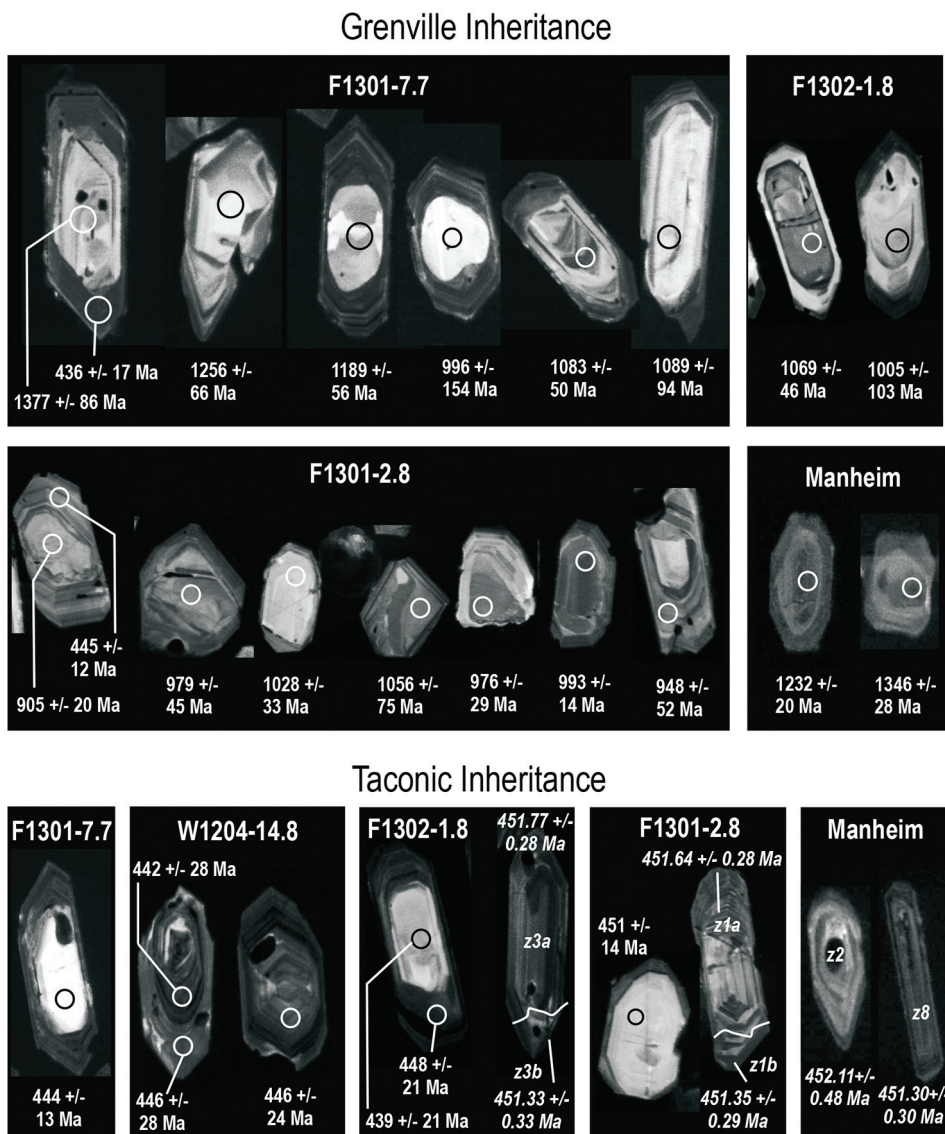 Grenville Inheritance
F1301-7.7
436 +/- 17 Ma
1377 +/- 86 Ma
1256 +/-
66 Ma
1189 +/-
56 Ma
996 +/-
154 Ma
1083 +/-
50 Ma
1089 +/-
94 Ma
F1302-1.8
1069 +/-
46 Ma
1005 +/-
103 Ma
F1301-2.8
445 +/-
12 Ma
905 +/- 20 Ma
979 +/-
45 Ma
1028 +/-
33 Ma
1056 +/-
75 Ma
976 +/-
29 Ma
993 +/-
14 Ma
948 +/-
52 Ma
Manheim
1232 +/-
20 Ma
1346 +/-
28 Ma
Taconic Inheritance
F1301-7.7
444 +/-
13 Ma
W1204-14.8
442 +/- 28 Ma
446 +/-
28 Ma
446 +/-
24 Ma
F1302-1.8
448 +/-
21 Ma
439 +/- 21 Ma
451.77 +/-
0.28 Ma
z3a
z3b
451.33 +/-
0.33 Ma
F1301-2.8
451.64 +/- 0.28 Ma
451 +/-
14 Ma
z1a
z1b
451.35 +/-
0.29 Ma
Manheim
z2
452.11+/-
0.48 Ma
z8
451.30+/-
0.30 Ma